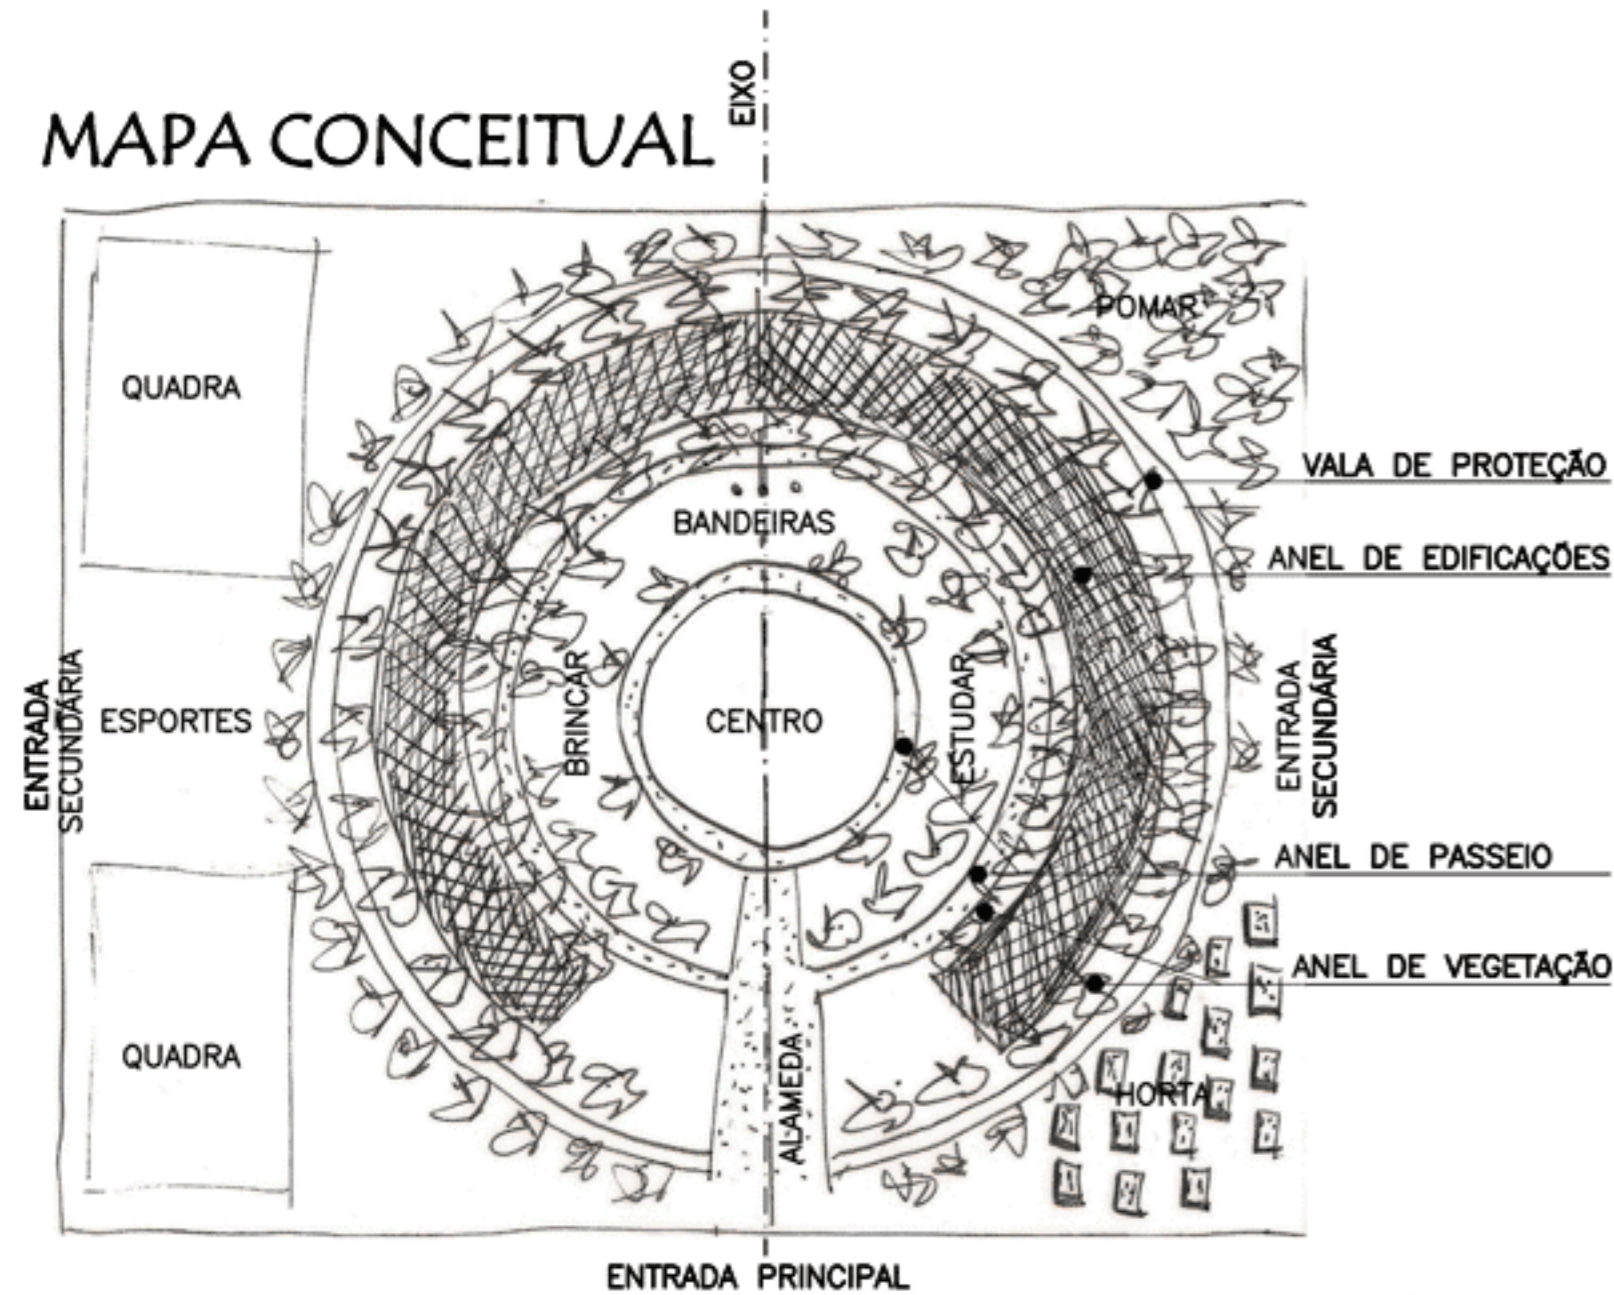 EIXO
MAPA CONCEITUAL
POMAR
QUADRA
VALA DE PROTEÇÃO
BANDEIRAS
ANEL DE EDIFICAÇÕES
ENTRADA
SECUNDÁRIA
ESPORTES
BRINCAR
CENTRO
ESTUDAR
ENTRADA
SECUNDÁRIA
ANEL DE PASSEIO
ANEL DE VEGETAÇÃO
QUADRA
ALAMEDA
HORTA
ENTRADA PRINCIPAL